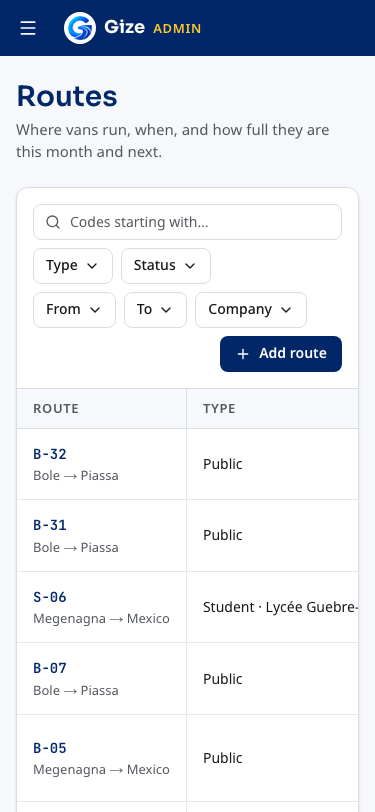 Gize ADMIN
Routes
Where vans run, when, and how full they are
this month and next.
Codes starting with...
Type Status
From To Company
+ Add route
ROUTE TYPE
B-32
Bole → Piassa
Public
B-31
Bole → Piassa
Public
S-06
Megenagna → Mexico
Student · Lycée Guebre-
B-07
Bole → Piassa
Public
B-05
Megenagna → Mexico
Public